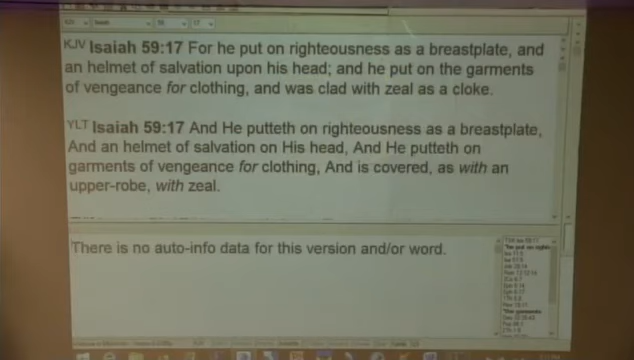 KJV Isaiah 59:17 For he put on righteousness as a breastplate, and
an helmet of salvation upon his head; and he put on the garments
of vengeance for clothing, and was clad with zeal as a cloke.
YLT Isaiah 59:17 And He putteth on righteousness as a breastplate,
And an helmet of salvation on His head, And He putteth on
garments of vengeance for clothing, And is covered, as with an
upper-robe, with zeal.
There is no auto-info data for this version and/or word.